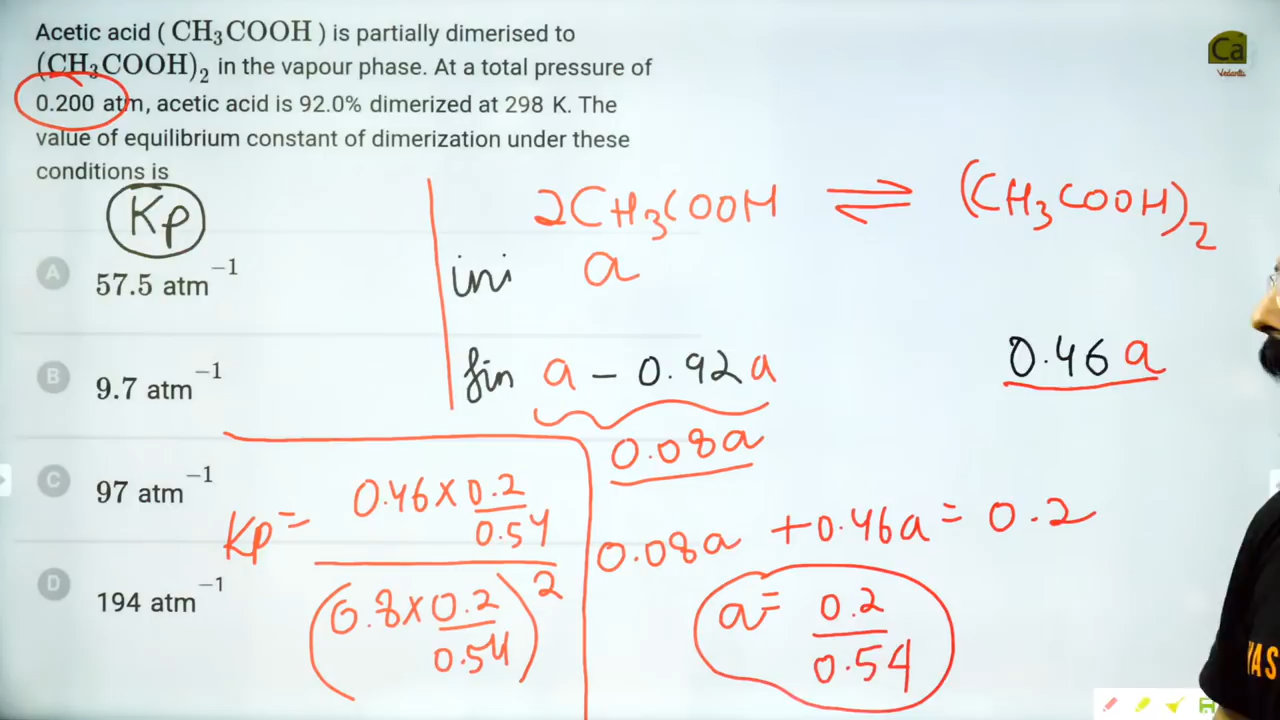 Acetic acid ( CH₃COOH ) is partially dimerised to
(CH₃COOH)₂ in the vapour phase. At a total pressure of
0.200 atm, acetic acid is 92.0% dimerized at 298 K. The
value of equilibrium constant of dimerization under these
conditions is
Kp
A 57.5 atm⁻¹
B 9.7 atm⁻¹
C 97 atm⁻¹
D 194 atm⁻¹
2CH₃COOH ⇌ (CH₃COOH)₂
ini a
fin a – 0.92a 0.46a
0.08a
0.08a + 0.46a = 0.2
a = 0.2/0.54
Kp = 0.46 × 0.2/0.54
(0.8 × 0.2/0.54)²
Ca
Vedantu
YAS